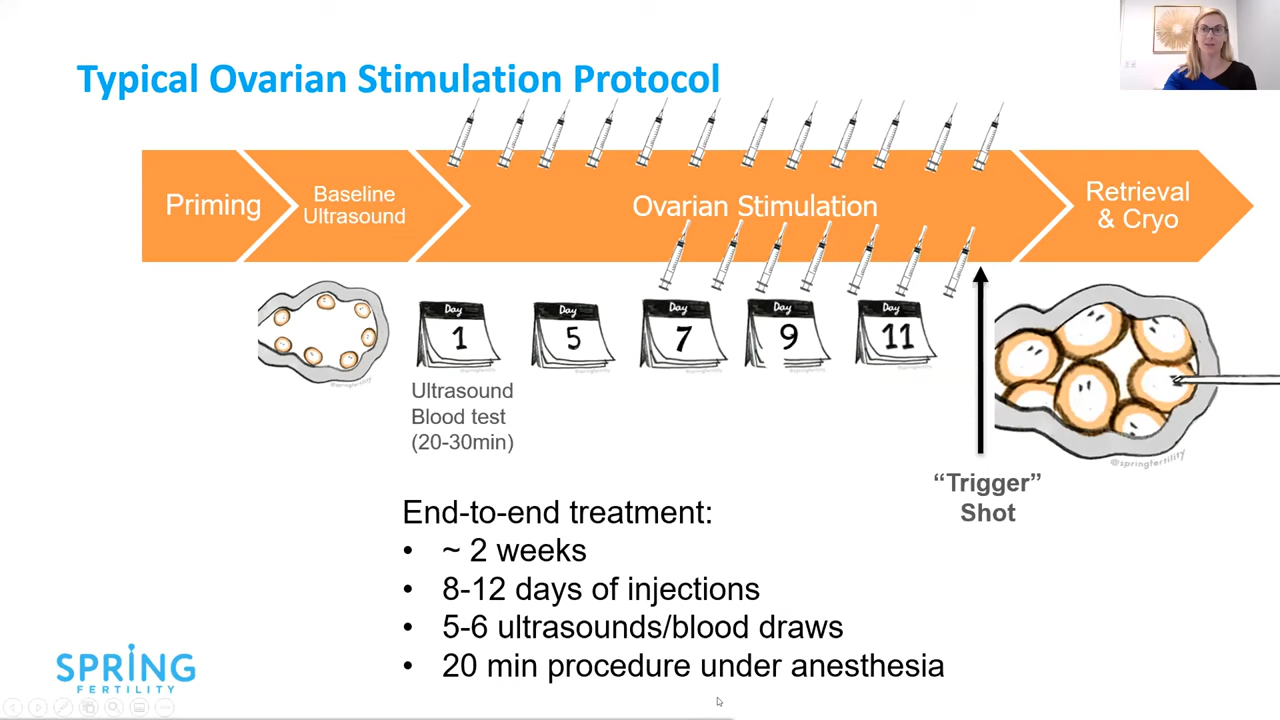 Typical Ovarian Stimulation Protocol
Priming
Baseline
Ultrasound
Ovarian Stimulation
Retrieval
& Cryo
Day
1
Day
5
Day
7
Day
9
Day
11
@springfertility
Ultrasound
Blood test
(20-30min)
@springfertility
“Trigger”
Shot
End-to-end treatment:
• ~ 2 weeks
• 8-12 days of injections
• 5-6 ultrasounds/blood draws
• 20 min procedure under anesthesia
SPRING
FERTILITY